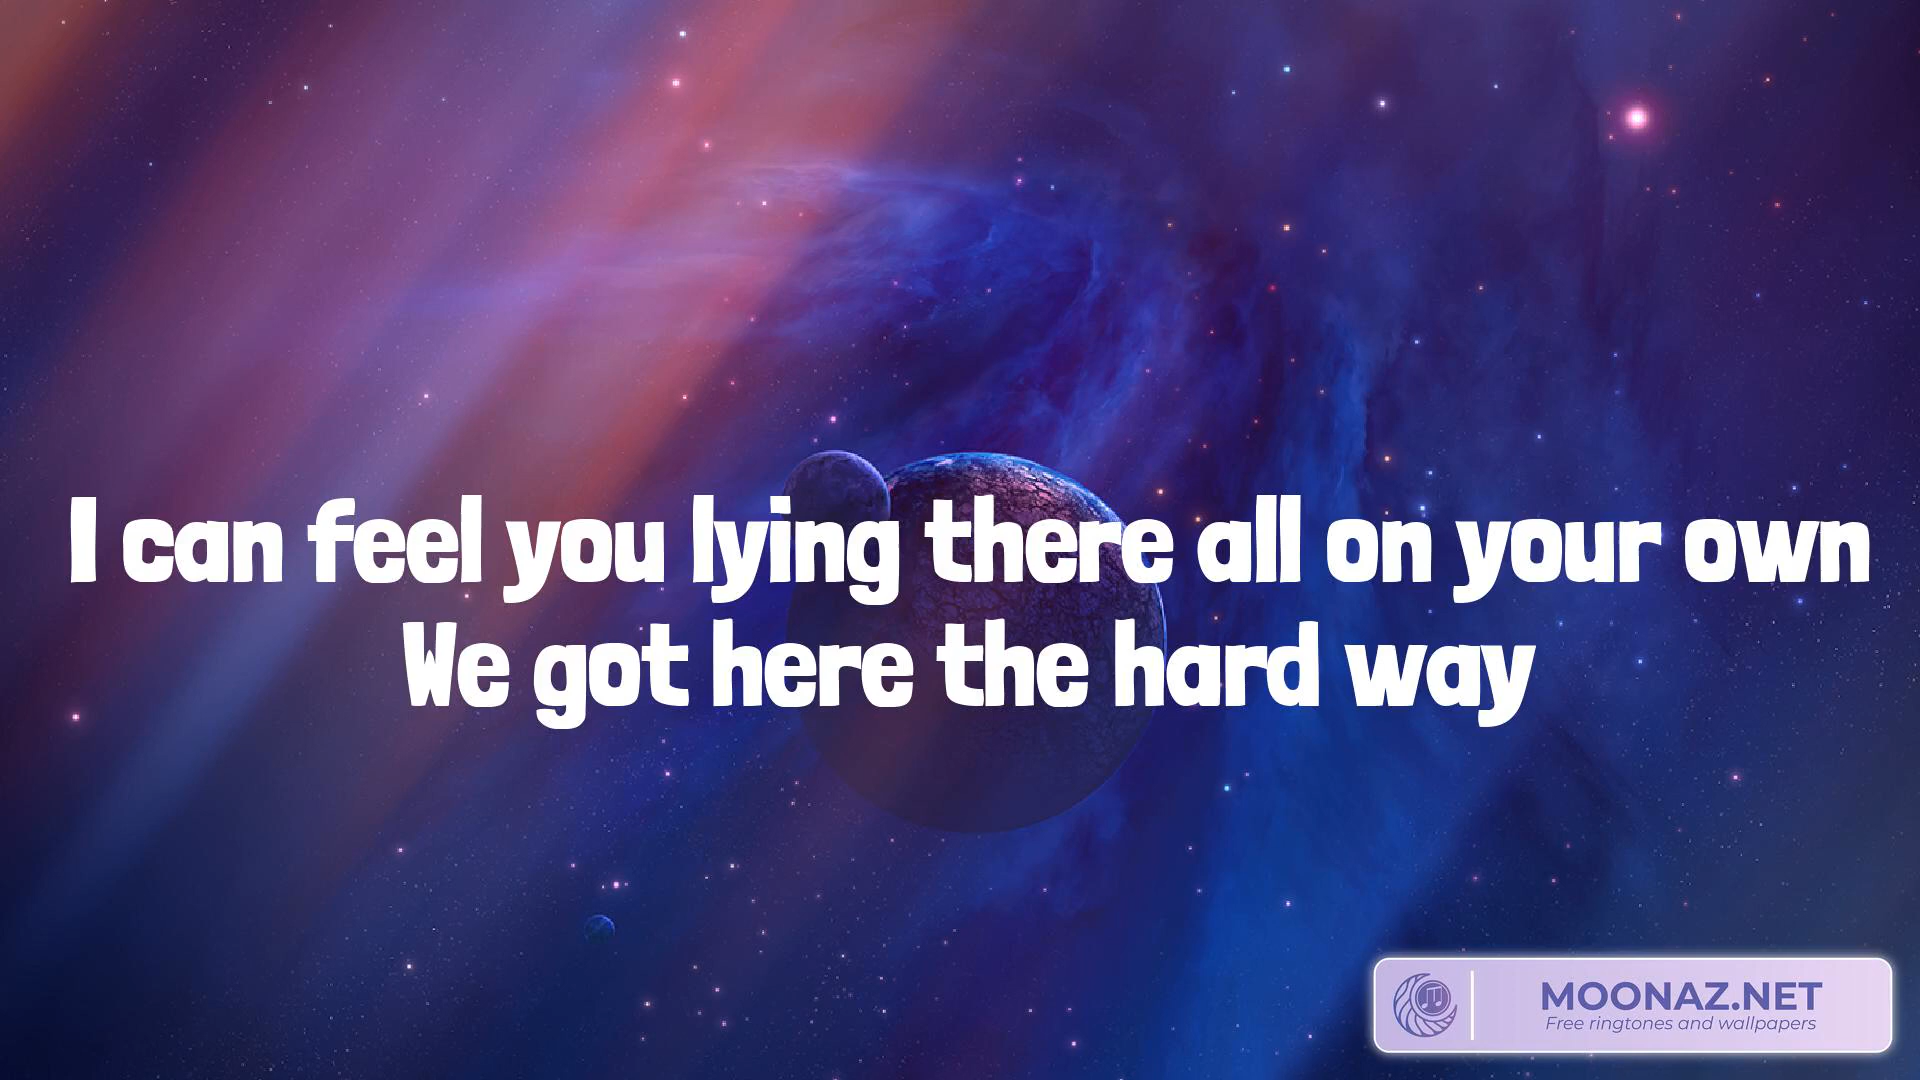 I can feel you lying there all on your own
We got here the hard way
MOONAZ.NET
Free ringtones and wallpapers